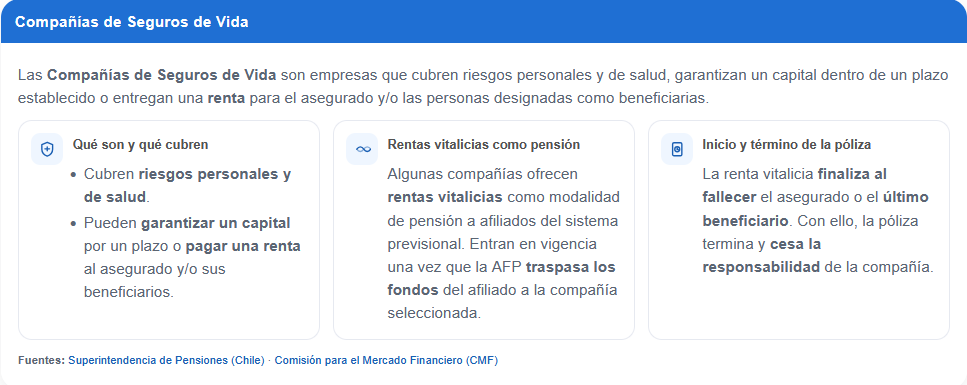 Compañías de Seguros de Vida
Las Compañías de Seguros de Vida son empresas que cubren riesgos personales y de salud, garantizan un capital dentro de un plazo
establecido o entregan una renta para el asegurado y/o las personas designadas como beneficiarias.
Qué son y qué cubren
• Cubren riesgos personales y
de salud.
• Pueden garantizar un capital
por un plazo o pagar una renta
al asegurado y/o sus
beneficiarios.
Rentas vitalicias como pensión
Algunas compañías ofrecen
rentas vitalicias como modalidad
de pensión a afiliados del sistema
previsional. Entran en vigencia
una vez que la AFP traspasa los
fondos del afiliado a la compañía
seleccionada.
Inicio y término de la póliza
La renta vitalicia finaliza al
fallecer el asegurado o el último
beneficiario. Con ello, la póliza
termina y cesa la
responsabilidad de la compañía.
Fuentes: Superintendencia de Pensiones (Chile) · Comisión para el Mercado Financiero (CMF)